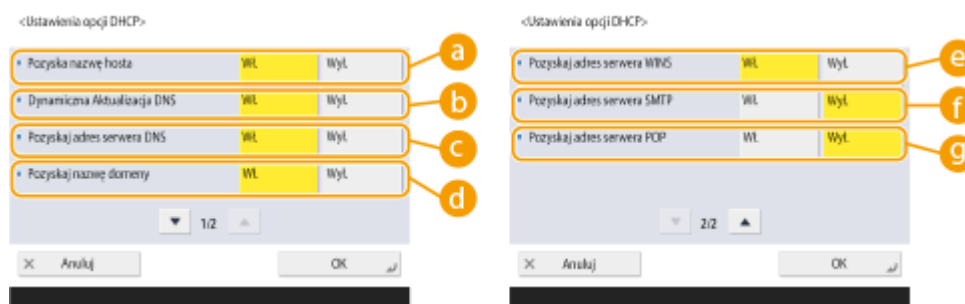 <Ustawienia opcji DHCP>
Pozyska nazwę hosta Wł. Wył. a
Dynamiczna Aktualizacja DNS Wł. Wył. b
Pozyskaj adres serwera DNS Wł. Wył. c
Pozyskaj nazwę domeny Wł. Wył. d
1/2
Anuluj OK
<Ustawienia opcji DHCP>
Pozyskaj adres serwera WINS Wł. Wył. e
Pozyskaj adres serwera SMTP Wł. Wył. f
Pozyskaj adres serwera POP Wł. Wył. g
2/2
Anuluj OK